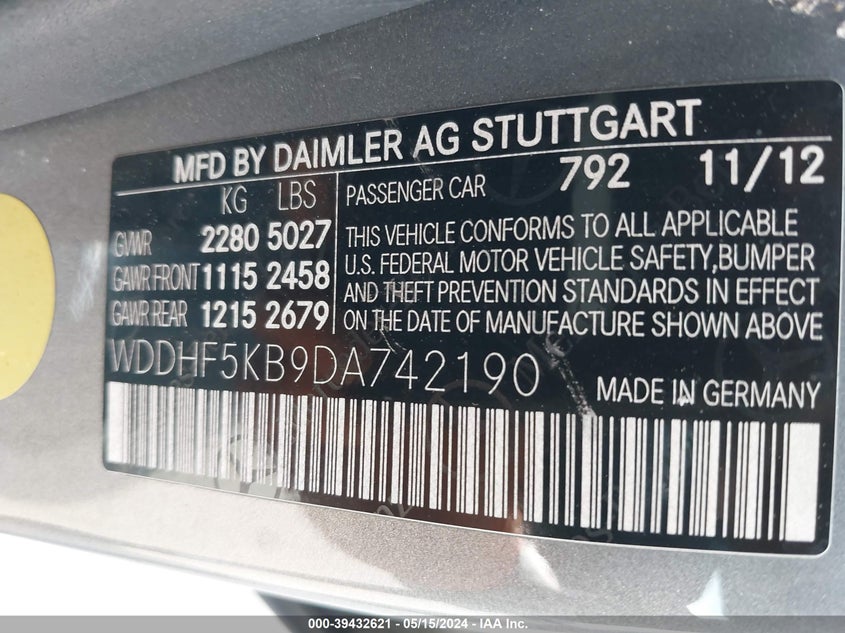 MFD BY DAIMLER AG STUTTGART
KG LBS
GVWR 2280 5027
GAWR FRONT 1115 2458
GAWR REAR 1215 2679
PASSENGER CAR 792 11/12
THIS VEHICLE CONFORMS TO ALL APPLICABLE
U.S. FEDERAL MOTOR VEHICLE SAFETY,BUMPER
AND THEFT PREVENTION STANDARDS IN EFFECT
ON THE DATE OF MANUFACTURE SHOWN ABOVE
WDDHF5KB9DA742190
MADE IN GERMANY
000-39432621 - 05/15/2024 - IAA Inc.